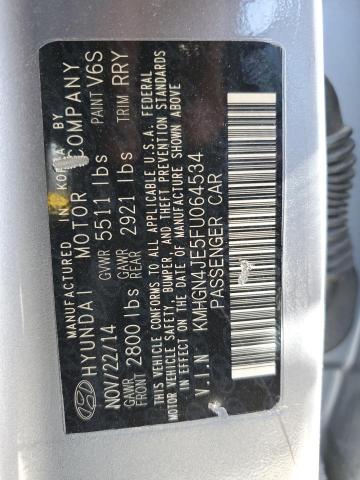 MANUFACTURED IN KOREA BY
HYUNDAI MOTOR COMPANY
NOV/22/14 GVWR 5511 lbs PAINT V6S
GAWR FRONT 2800 lbs GAWR REAR 2921 lbs TRIM RRY
THIS VEHICLE CONFORMS TO ALL APPLICABLE U.S.A. FEDERAL
MOTOR VEHICLE SAFETY, BUMPER, AND THEFT PREVENTION STANDARDS
IN EFFECT ON THE DATE OF MANUFACTURE SHOWN ABOVE
V.I.N KMHGN4JE5FU064534
PASSENGER CAR